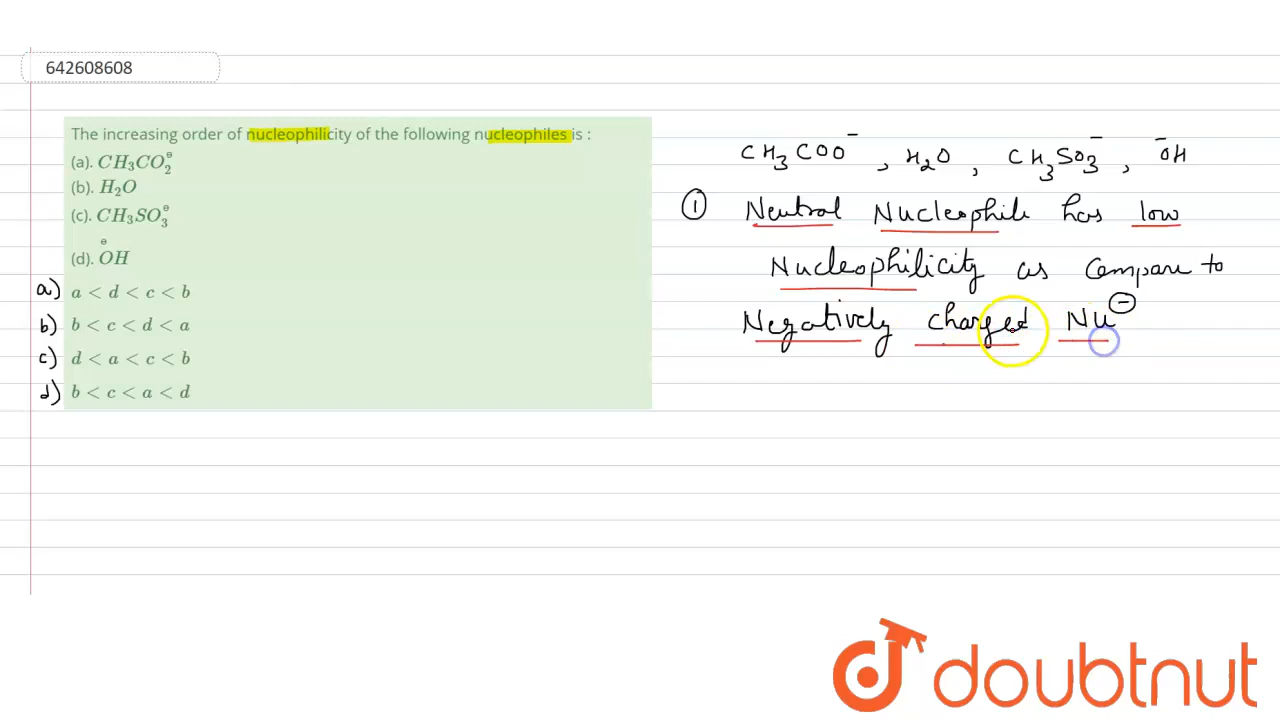 642608608
The increasing order of nucleophilicity of the following nucleophiles is :
(a). CH₃CO₂⊖
(b). H₂O
(c). CH₃SO₃⊖
(d). ⊖OH
a) a < d < c < b
b) b < c < d < a
c) d < a < c < b
d) b < c < a < d
CH₃COO⁻, H₂O, CH₃SO₃⁻, ⁻OH
① Neutral Nucleophile has low
Nucleophilicity as compare to
Negatively charged Nu⊖
doubtnut